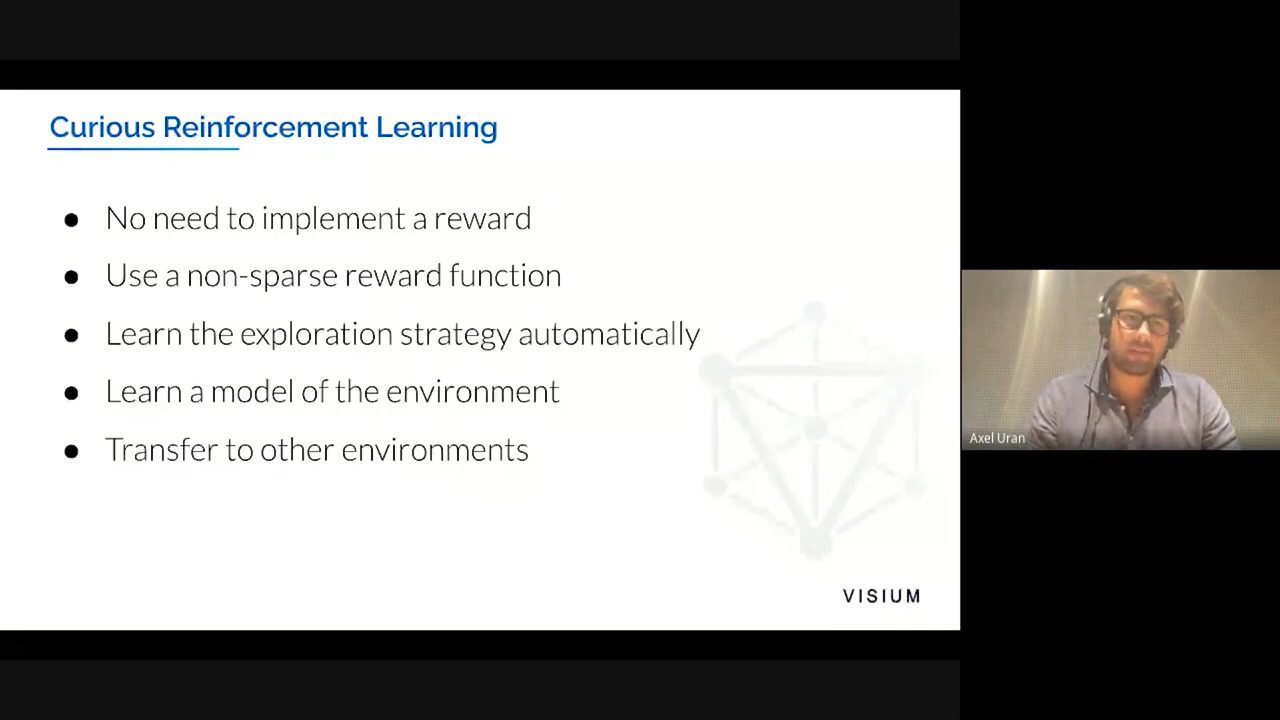 Curious Reinforcement Learning
● No need to implement a reward
● Use a non-sparse reward function
● Learn the exploration strategy automatically
● Learn a model of the environment
● Transfer to other environments
VISIUM
Axel Uran